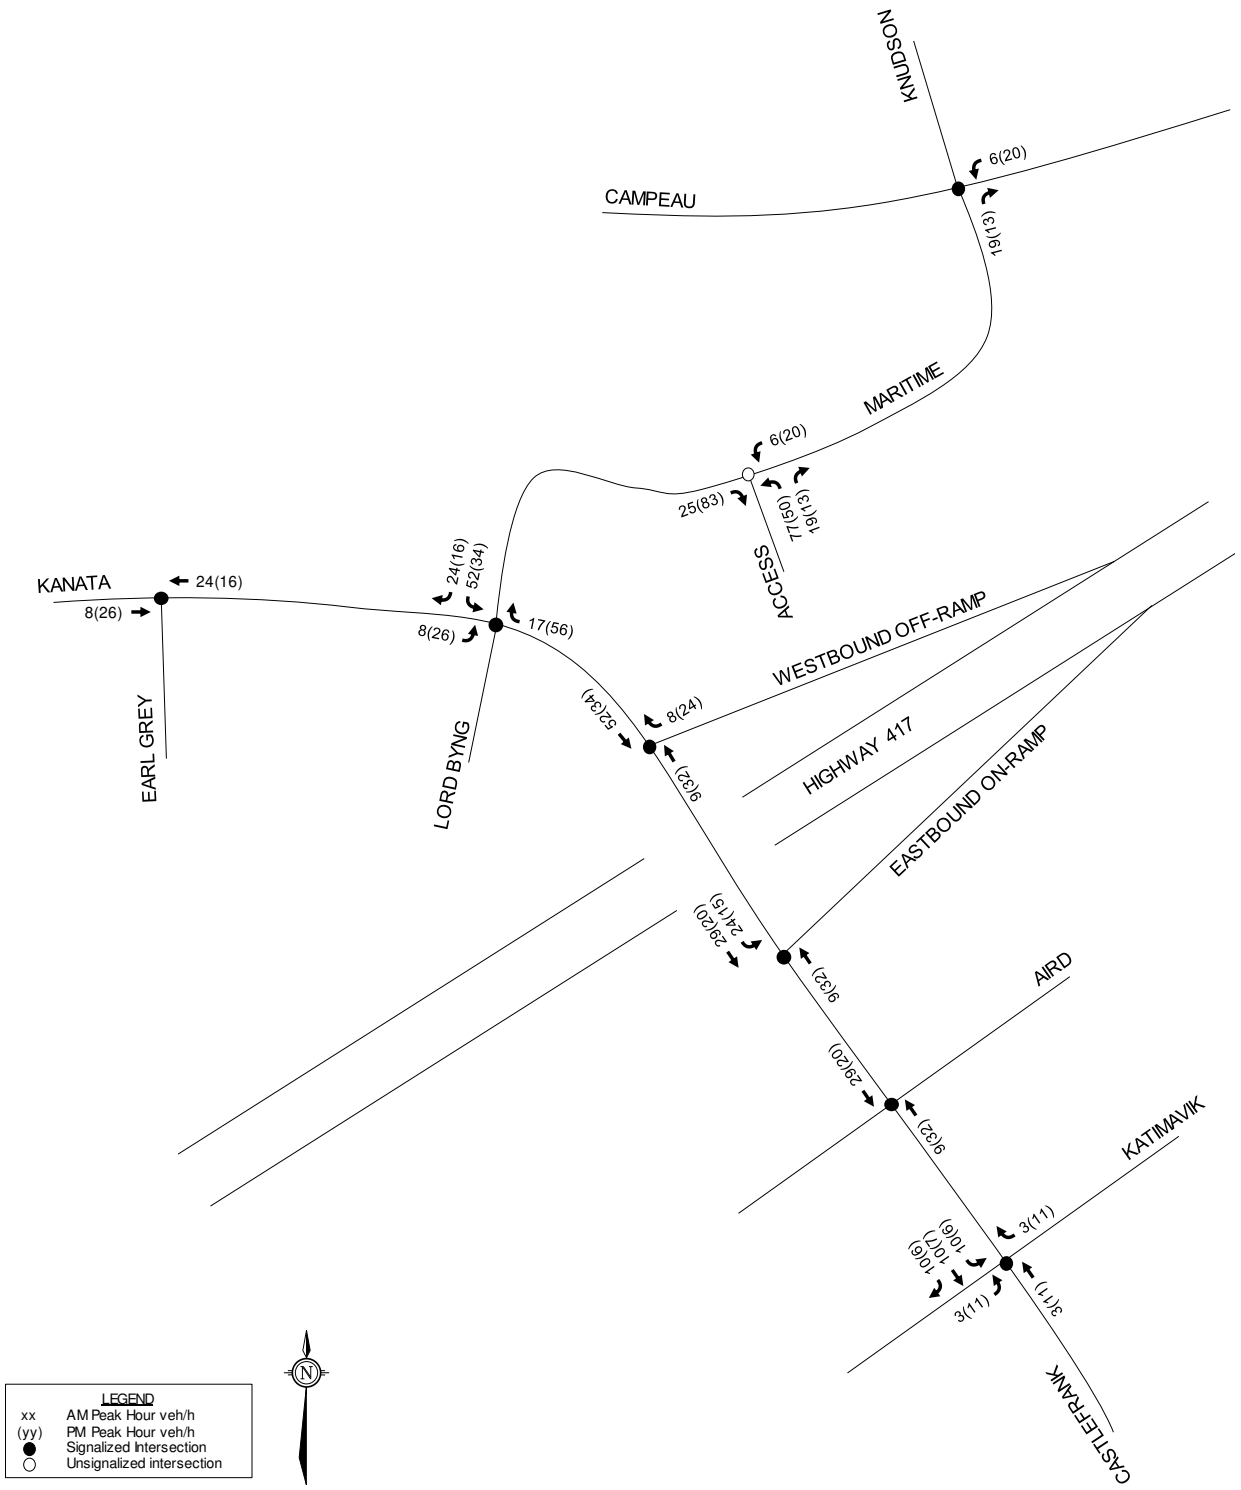 KNUDSON
6(20)
CAMPEAU
19(13)
MARITIME
6(20)
25(83)
77(50)
19(13)
ACCESS
24(16)
52(34)
KANATA
24(16)
8(26)
8(26)
17(56)
WESTBOUND OFF-RAMP
EARL GREY
LORD BYNG
52(34)
8(24)
9(32)
HIGHWAY 417
EASTBOUND ON-RAMP
29(20)
24(15)
9(32)
AIRD
29(20)
9(32)
KATIMAVIK
10(6)
10(7)
10(6)
3(11)
3(11)
3(11)
CASTLEFRANK
N
LEGEND
xx AM Peak Hour veh/h
(yy) PM Peak Hour veh/h
Signalized Intersection
Unsignalized intersection